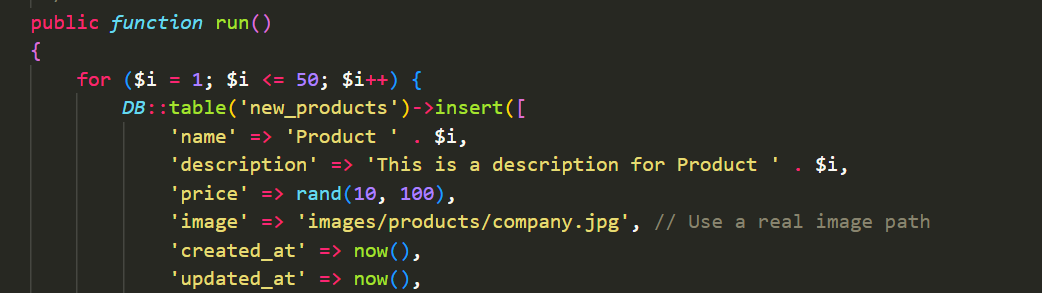 public function run()
{
for ($i = 1; $i <= 50; $i++) {
DB::table('new_products')->insert([
'name' => 'Product ' . $i,
'description' => 'This is a description for Product ' . $i,
'price' => rand(10, 100),
'image' => 'images/products/company.jpg', // Use a real image path
'created_at' => now(),
'updated_at' => now(),